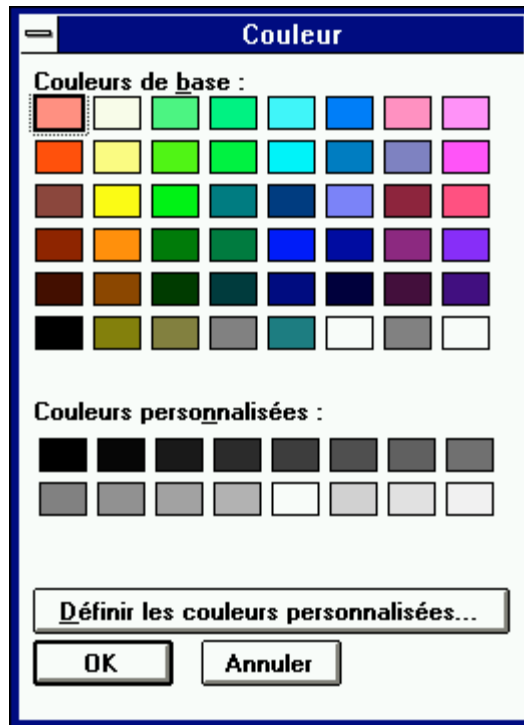 Couleur
Couleurs de base :
Couleurs personnalisées :
Définir les couleurs personnalisées...
OK
Annuler